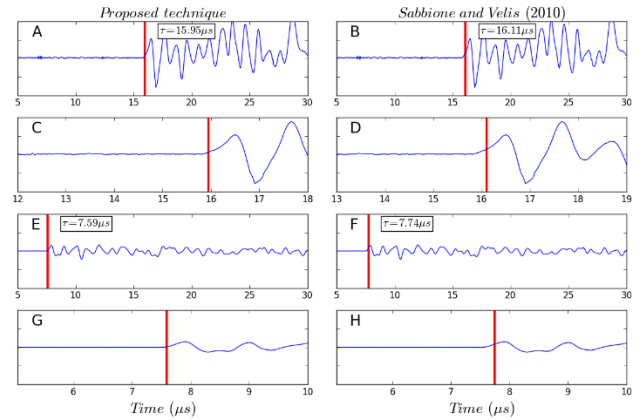 Proposed technique
Sabbione and Velis (2010)
A
τ=15.95μs
B
τ=16.11μs
5 10 15 20 25 30
5 10 15 20 25 30
C
D
12 13 14 15 16 17 18
13 14 15 16 17 18 19
E
τ=7.59μs
F
τ=7.74μs
5 10 15 20 25 30
5 10 15 20 25 30
G
H
6 7 8 9 10
6 7 8 9 10
Time (μs)
Time (μs)